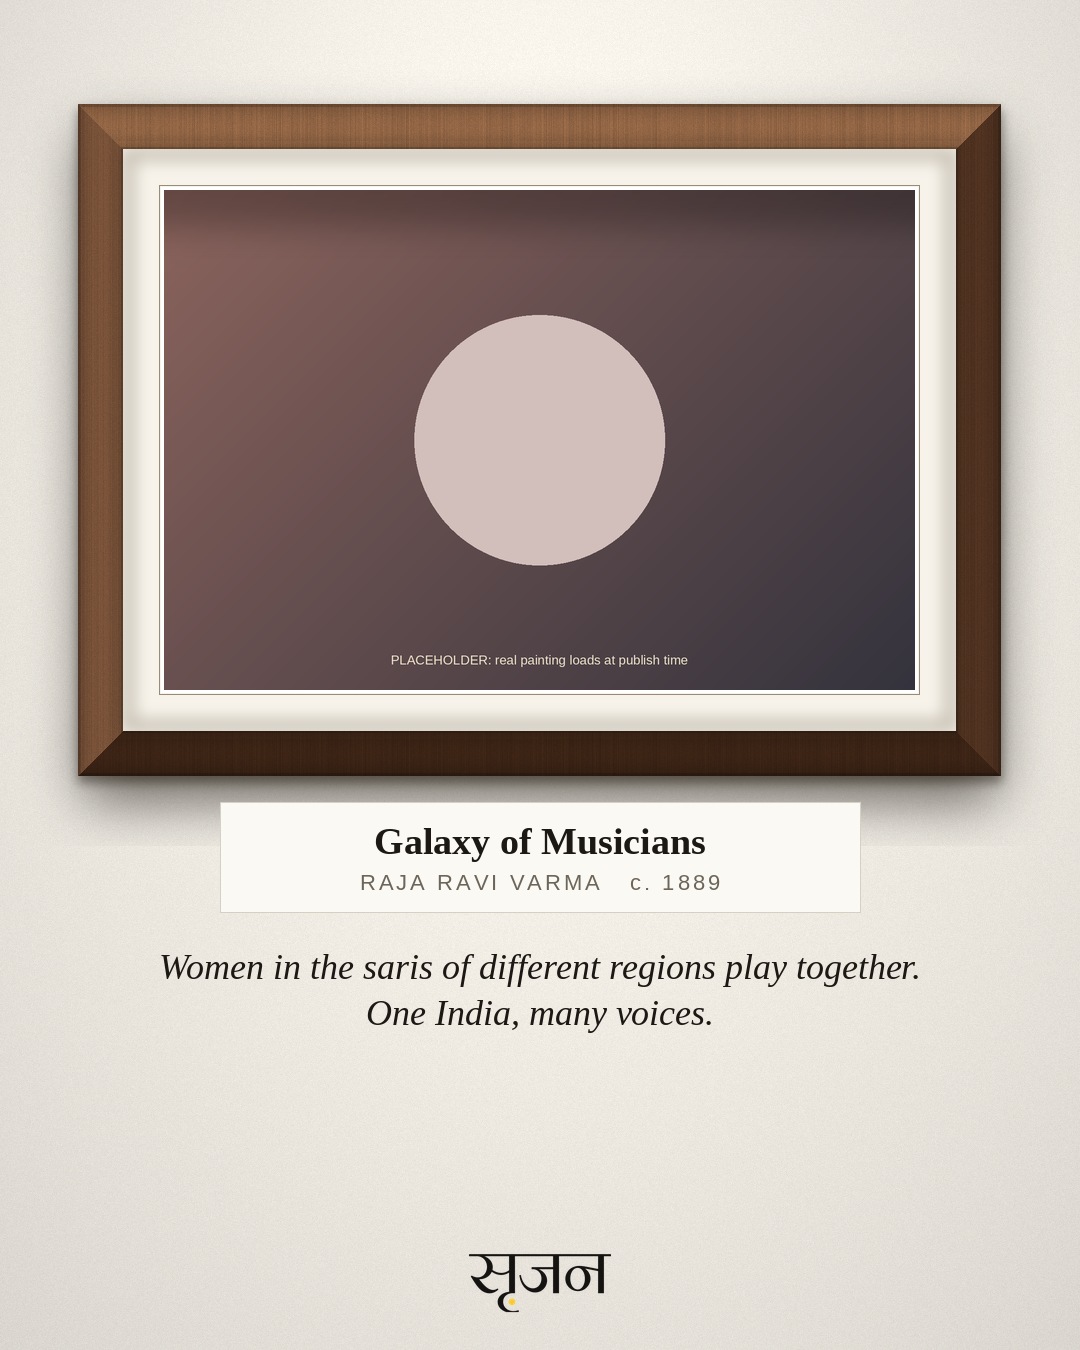 PLACEHOLDER: real painting loads at publish time
Galaxy of Musicians
RAJA RAVI VARMA c. 1889
Women in the saris of different regions play together.
One India, many voices.
सृजन